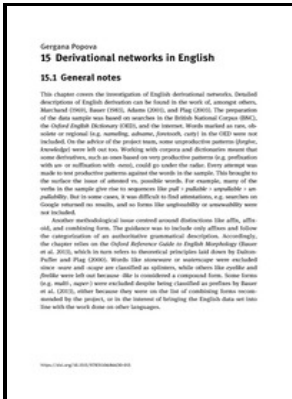 Gergana Popova
15 Derivational networks in English
15.1 General notes
This chapter covers the investigation of English derivational networks. Detailed
descriptions of English derivation can be found in the work of, amongst others,
Marchand (1969), Bauer (1983), Adams (2001), and Plag (2003). The preparation
of the data sample was based on searches in the British National Corpus (BNC),
the Oxford English Dictionary (OED), and the internet. Words marked as rare, ob-
solete or regional (e.g. nameling, substone, foretooth, casty) in the OED were not
included. On the advice of the project team, some unproductive patterns (forgive,
knowledge) were left out too. Working with corpora and dictionaries meant that
some derivatives, such as ones based on very productive patterns (e.g. prefixation
with un- or suffixation with -ness), could go under the radar. Every attempt was
made to test productive patterns against the words in the sample. This brought to
the surface the issue of attested vs. possible words. For example, many of the
verbs in the sample give rise to sequences like pull > pullable > unpullable > un-
pullability. But in some cases, it was difficult to find attestations, e.g. searches on
Google returned no results, and so forms like unsewability or unsewability were
not included.
Another methodological issue centred around distinctions like affix, affix-
oid, and combining form. The guidance was to include only affixes and follow
the categorisation of an authoritative grammatical description. Accordingly,
the chapter relies on the Oxford Reference Guide to English Morphology (Bauer
et al. 2013), which in turn refers to theoretical principles laid down by Dalton-
Puffer and Plag (2000). Words like stoneware or waterscape were excluded
since -ware and -scape are classified as splinters, while others like eyelike and
firelike were left out because -like is considered a compound form. Some forms
(e.g. multi-, super-) were excluded despite being classified as prefixes by Bauer
et al. (2013), either because they were on the list of combining forms recom-
mended by the project, or in the interest of bringing the English data set into
line with the work done on other languages.